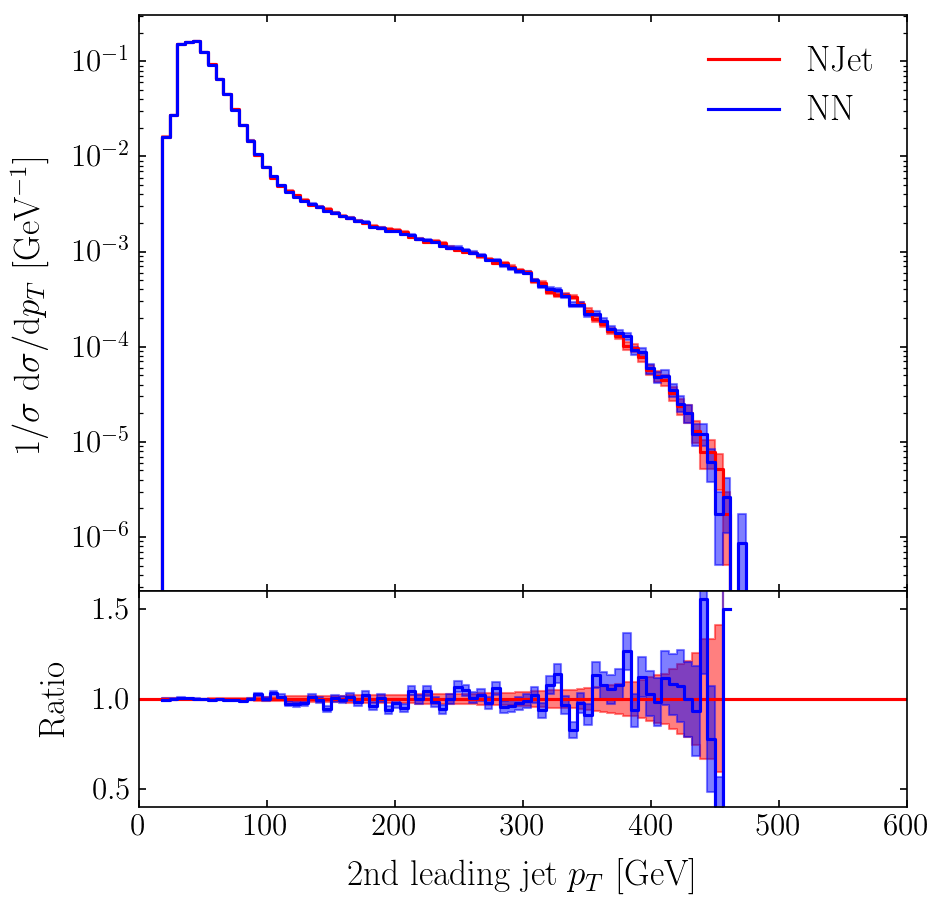 1/σ dσ/dp_T [GeV⁻¹]
10⁻¹
10⁻²
10⁻³
10⁻⁴
10⁻⁵
10⁻⁶
NJet
NN
Ratio
1.5
1.0
0.5
0 100 200 300 400 500 600
2nd leading jet p_T [GeV]